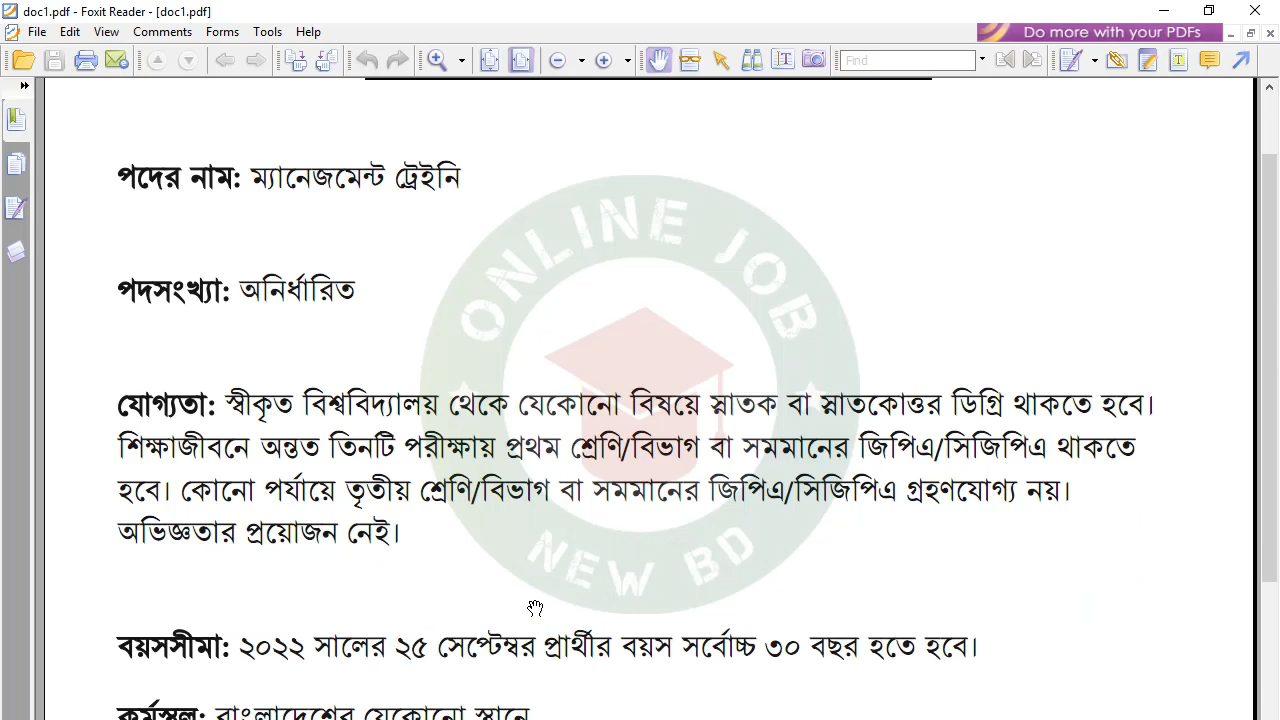 doc1.pdf - Foxit Reader - [doc1.pdf]
File Edit View Comments Forms Tools Help
Do more with your PDFs
Find
পদের নাম: ম্যানেজমেন্ট ট্রেইনি
পদসংখ্যা: অনির্ধারিত
যোগ্যতা: স্বীকৃত বিশ্ববিদ্যালয় থেকে যেকোনো বিষয়ে স্নাতক বা স্নাতকোত্তর ডিগ্রি থাকতে হবে।
শিক্ষাজীবনে অন্তত তিনটি পরীক্ষায় প্রথম শ্রেণি/বিভাগ বা সমমানের জিপিএ/সিজিপিএ থাকতে
হবে। কোনো পর্যায়ে তৃতীয় শ্রেণি/বিভাগ বা সমমানের জিপিএ/সিজিপিএ গ্রহণযোগ্য নয়।
অভিজ্ঞতার প্রয়োজন নেই।
বয়সসীমা: ২০২২ সালের ২৫ সেপ্টেম্বর প্রার্থীর বয়স সর্বোচ্চ ৩০ বছর হতে হবে।
কর্মস্থল: বাংলাদেশের যেকোনো স্থানে
ONLINE JOB
NEW BD